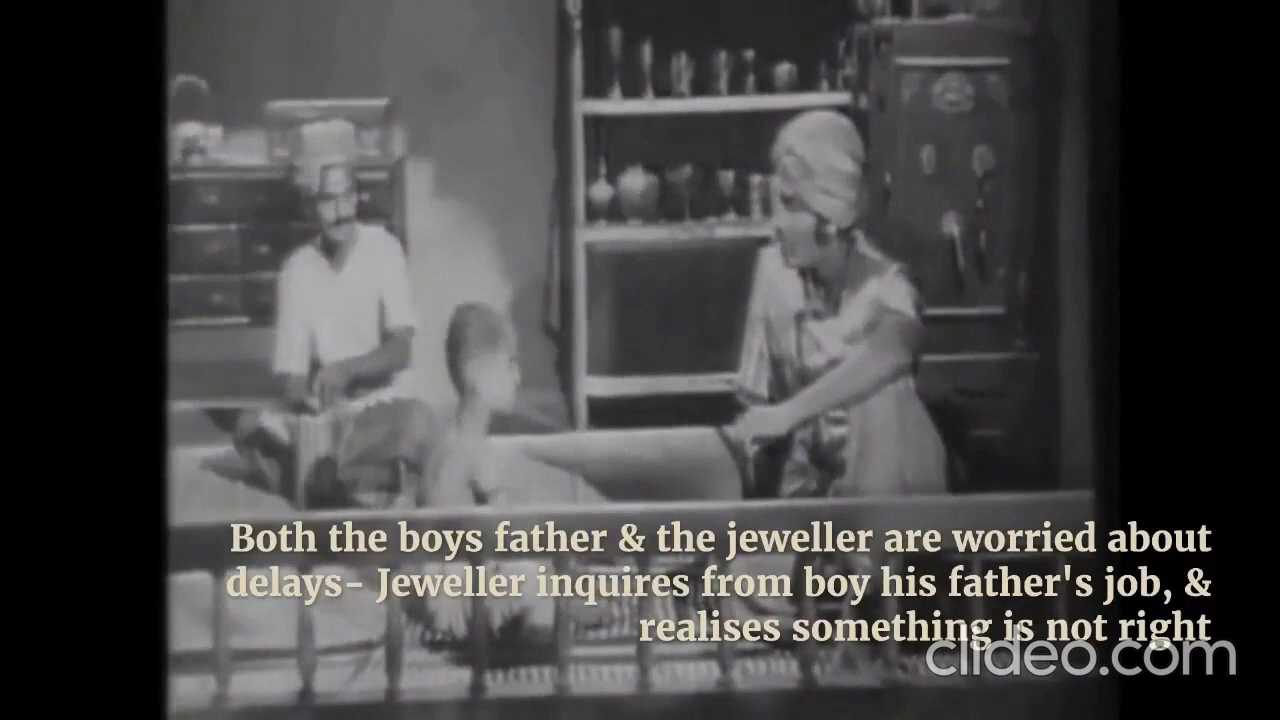 Both the boys father & the jeweller are worried about
delays- Jeweller inquires from boy his father's job, &
realises something is not right
clideo.com